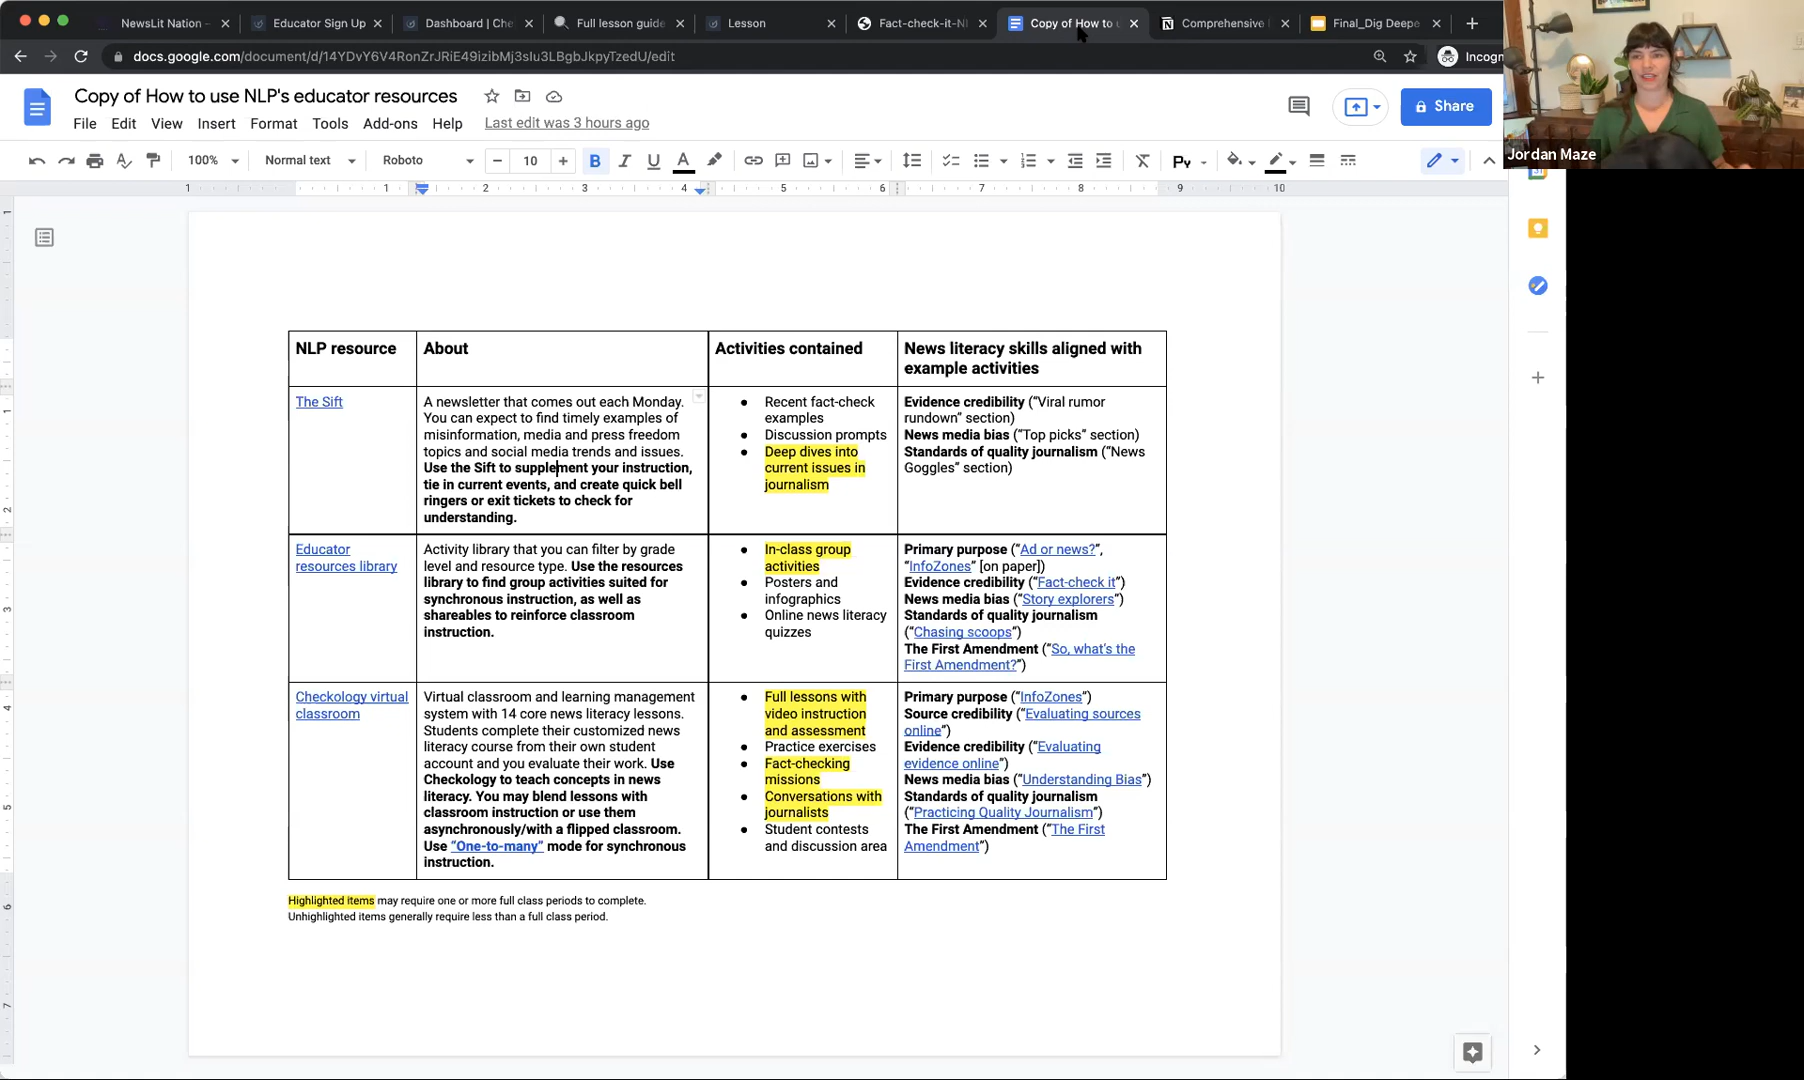 NewsLit Nation -
Educator Sign Up
Dashboard | Che
Full lesson guide
Lesson
Fact-check-it-NL
Copy of How to u
Comprehensive
Final_Dig Deepe
docs.google.com/document/d/14YDvY6V4RonZrJRiE49izibMj3sIu3LBgbJkpyTzedU/edit
Incogn
Copy of How to use NLP's educator resources
Share
File Edit View Insert Format Tools Add-ons Help Last edit was 3 hours ago
100% Normal text Roboto 10
Jordan Maze
NLP resource
About
Activities contained
News literacy skills aligned with
example activities
The Sift
A newsletter that comes out each Monday.
You can expect to find timely examples of
misinformation, media and press freedom
topics and social media trends and issues.
Use the Sift to supplement your instruction,
tie in current events, and create quick bell
ringers or exit tickets to check for
understanding.
Recent fact-check
examples
Discussion prompts
Deep dives into
current issues in
journalism
Evidence credibility (“Viral rumor
rundown” section)
News media bias (“Top picks” section)
Standards of quality journalism (“News
Goggles” section)
Educator
resources library
Activity library that you can filter by grade
level and resource type. Use the resources
library to find group activities suited for
synchronous instruction, as well as
shareables to reinforce classroom
instruction.
In-class group
activities
Posters and
infographics
Online news literacy
quizzes
Primary purpose (“Ad or news?”,
“InfoZones” [on paper])
Evidence credibility (“Fact-check it”)
News media bias (“Story explorers”)
Standards of quality journalism
(“Chasing scoops”)
The First Amendment (“So, what's the
First Amendment?”)
Checkology virtual
classroom
Virtual classroom and learning management
system with 14 core news literacy lessons.
Students complete their customized news
literacy course from their own student
account and you evaluate their work. Use
Checkology to teach concepts in news
literacy. You may blend lessons with
classroom instruction or use them
asynchronously/with a flipped classroom.
Use “One-to-many” mode for synchronous
instruction.
Full lessons with
video instruction
and assessment
Practice exercises
Fact-checking
missions
Conversations with
journalists
Student contests
and discussion area
Primary purpose (“InfoZones”)
Source credibility (“Evaluating sources
online”)
Evidence credibility (“Evaluating
evidence online”)
News media bias (“Understanding Bias”)
Standards of quality journalism
(“Practicing Quality Journalism”)
The First Amendment (“The First
Amendment”)
Highlighted items may require one or more full class periods to complete.
Unhighlighted items generally require less than a full class period.